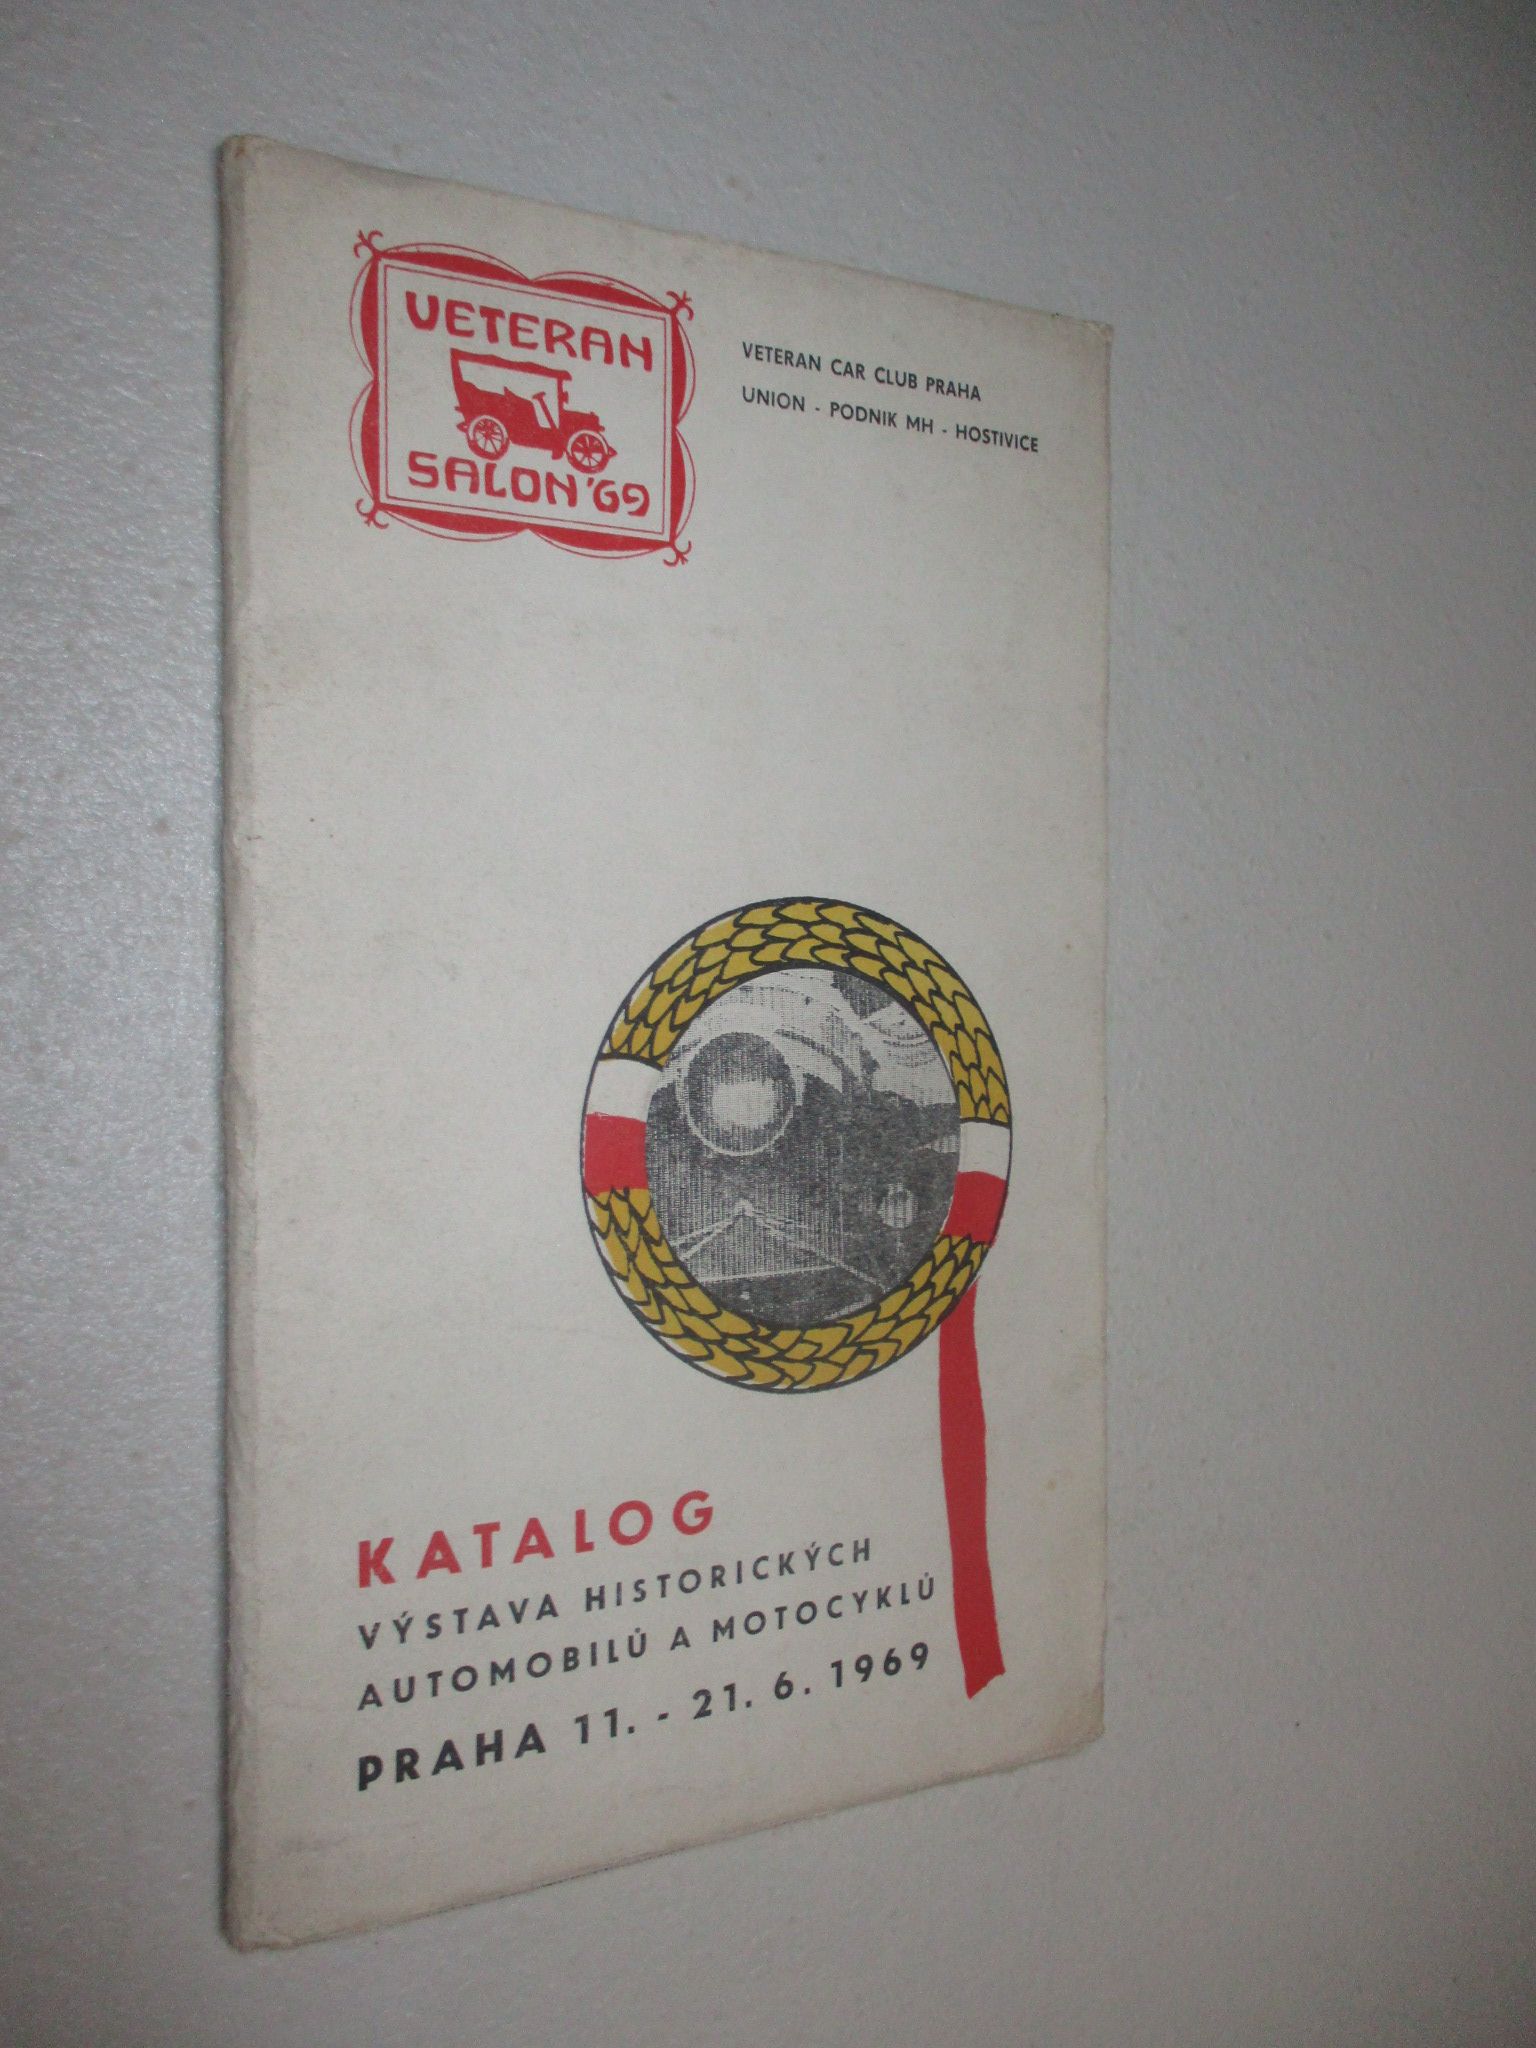 VETERAN
SALON '69
VETERAN CAR CLUB PRAHA
UNION - PODNIK MH - HOSTIVICE
KATALOG
VÝSTAVA HISTORICKÝCH
AUTOMOBILŮ A MOTOCYKLŮ
PRAHA 11. - 21. 6. 1969